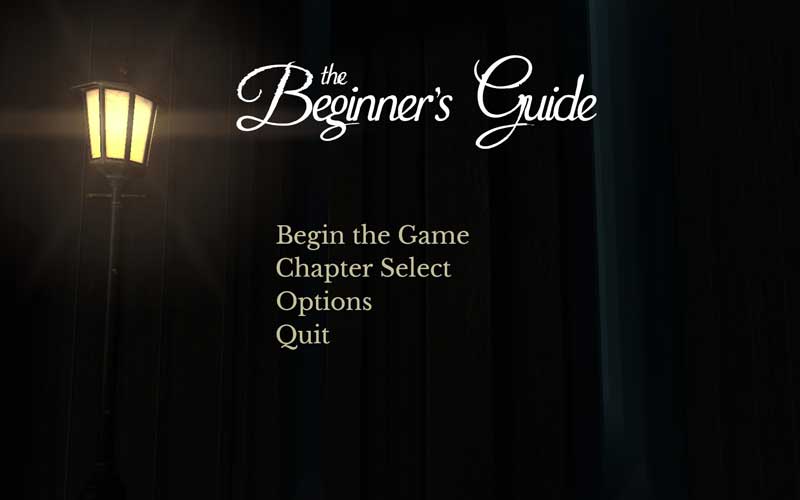 the
Beginner's Guide
Begin the Game
Chapter Select
Options
Quit